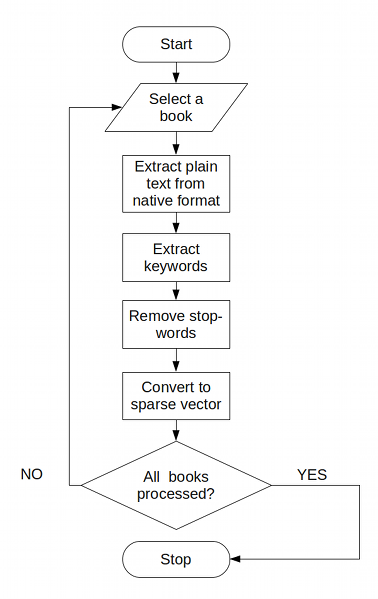 Start
Select a
book
Extract plain
text from
native format
Extract
keywords
Remove stop-
words
Convert to
sparse vector
All books
processed?
NO
YES
Stop